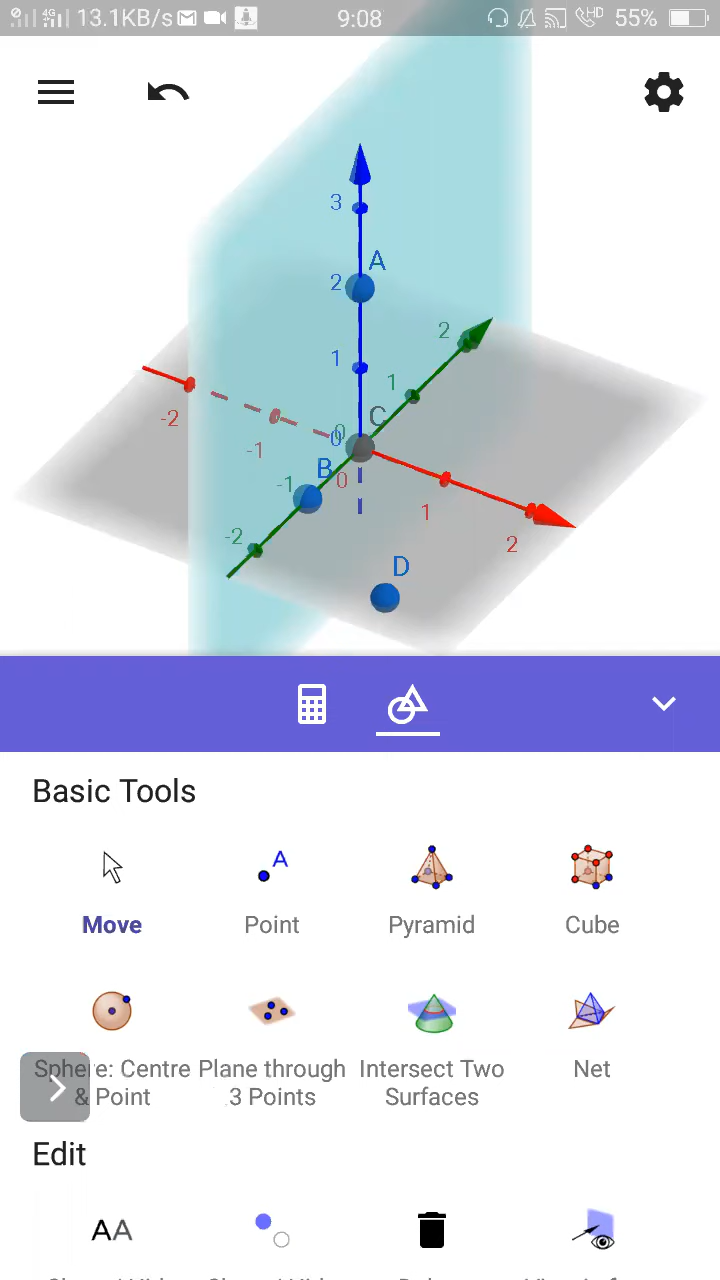 4G 13.1KB/s 9:08 HD 55%
3
A
2
2
1
1
C
-2
0
0
-1
B
0
-1
1
-2
2
D
Basic Tools
A
Move Point Pyramid Cube
Sphere: Centre Plane through Intersect Two Net
& Point 3 Points Surfaces
Edit
AA